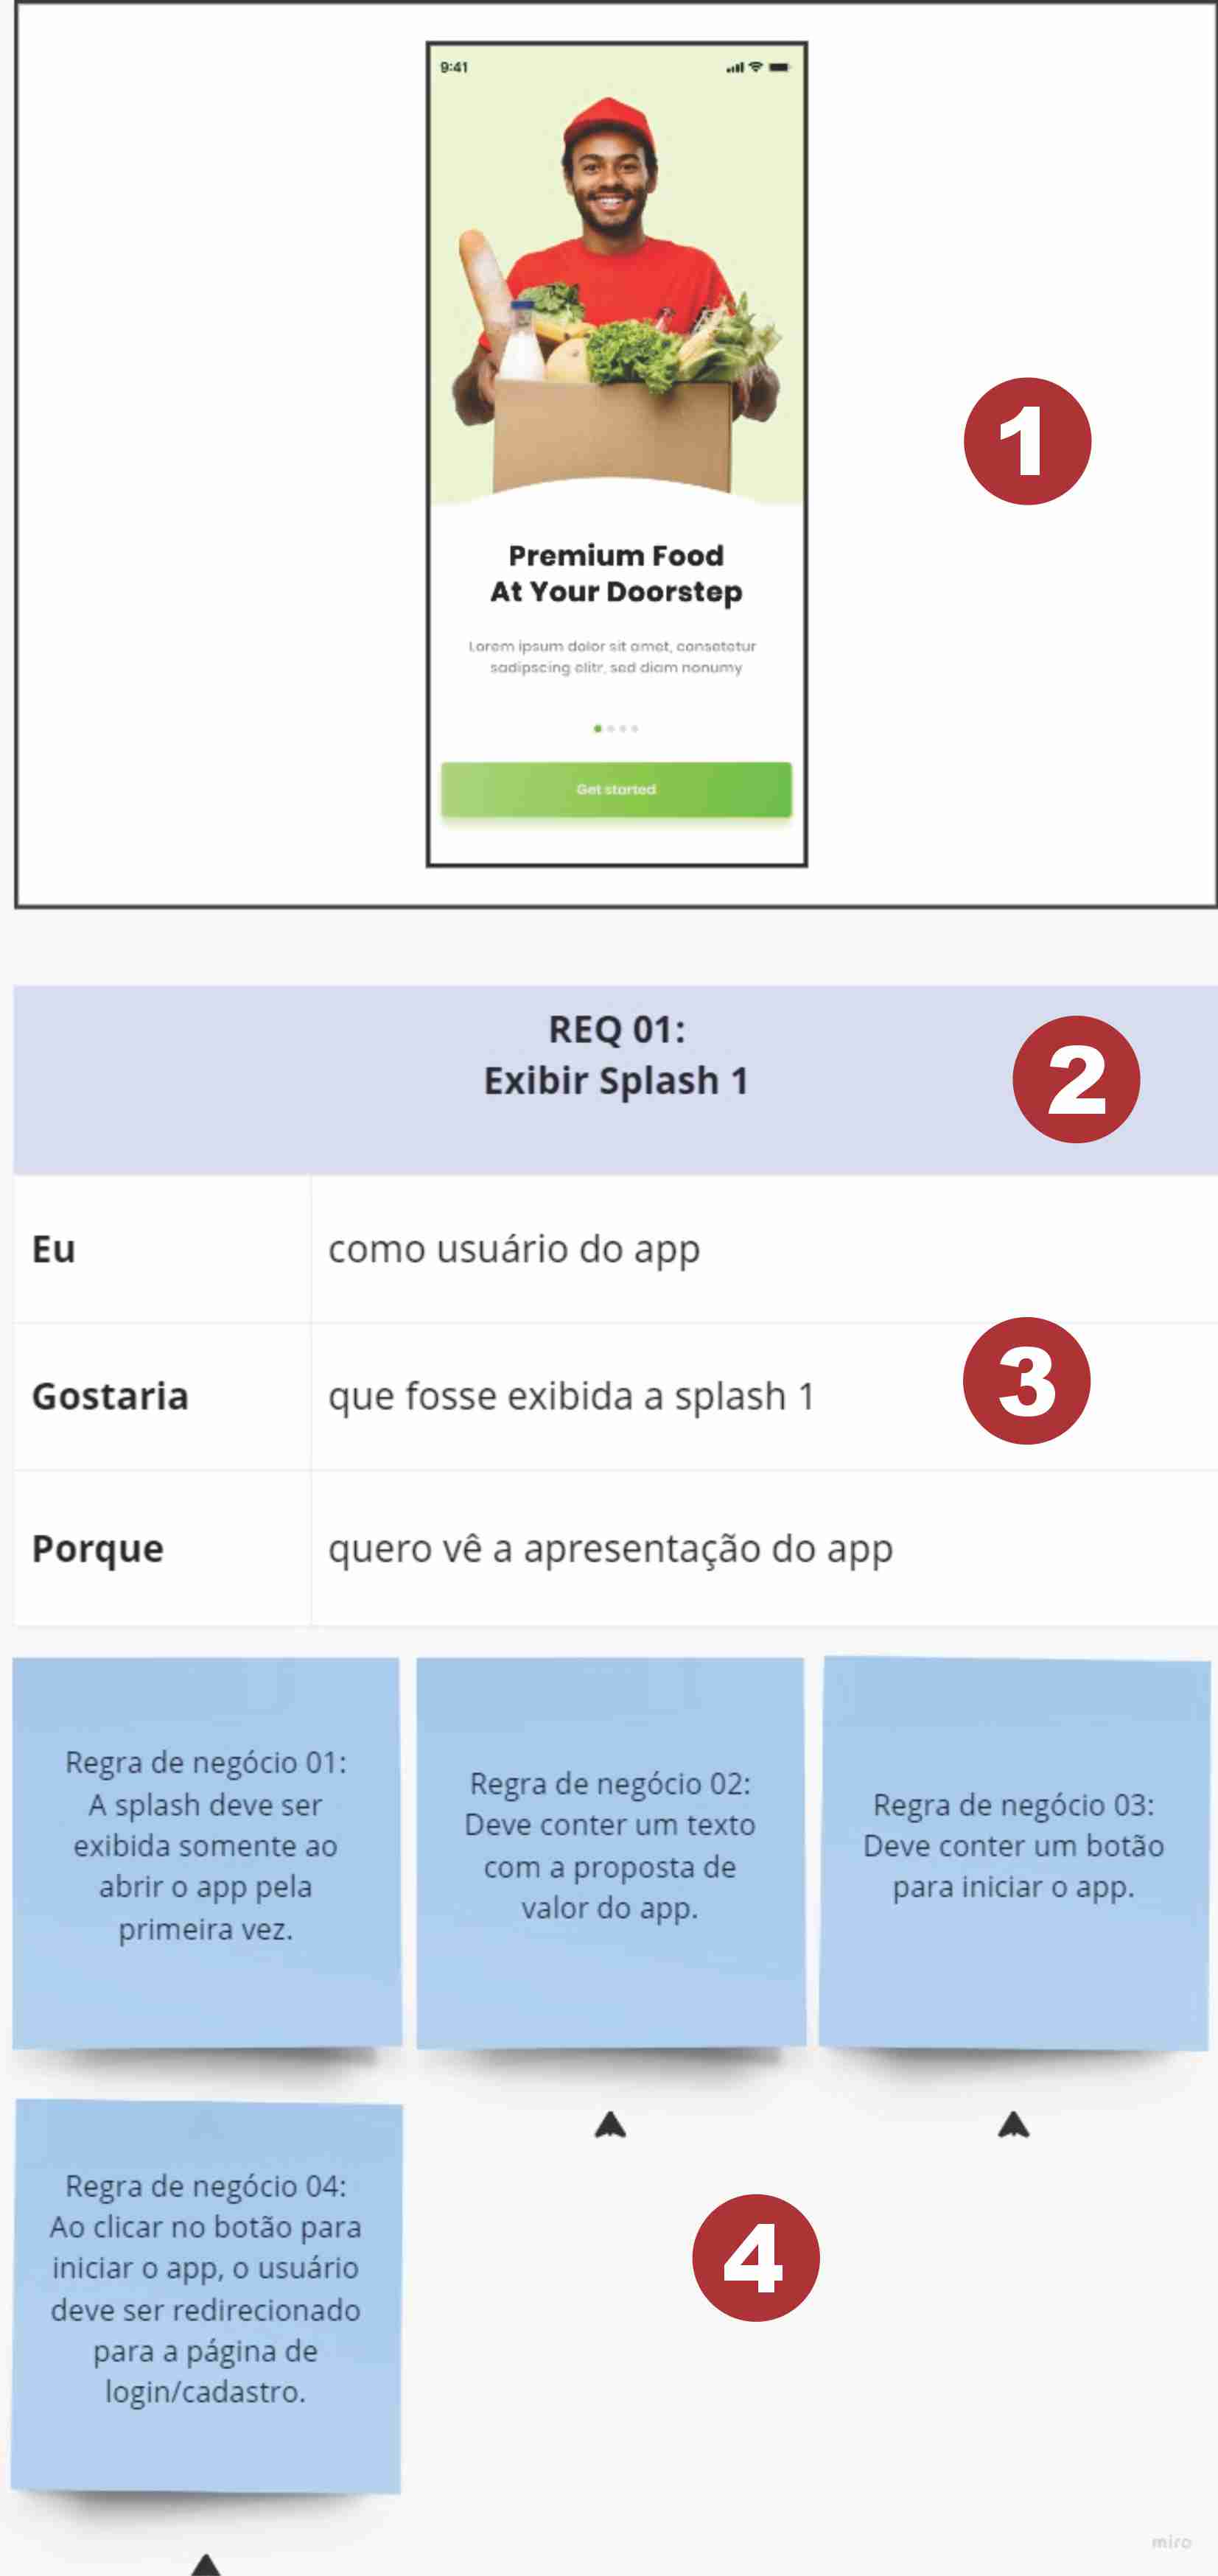 9:41
Premium Food
At Your Doorstep
Lorem ipsum dolor sit amet, consetetur
sadipscing elitr, sed diam nonumy
Get started
1
REQ 01:
Exibir Splash 1
2
Eu como usuário do app
Gostaria que fosse exibida a splash 1
3
Porque quero vê a apresentação do app
Regra de negócio 01:
A splash deve ser
exibida somente ao
abrir o app pela
primeira vez.
Regra de negócio 02:
Deve conter um texto
com a proposta de
valor do app.
Regra de negócio 03:
Deve conter um botão
para iniciar o app.
Regra de negócio 04:
Ao clicar no botão para
iniciar o app, o usuário
deve ser redirecionado
para a página de
login/cadastro.
4
miro